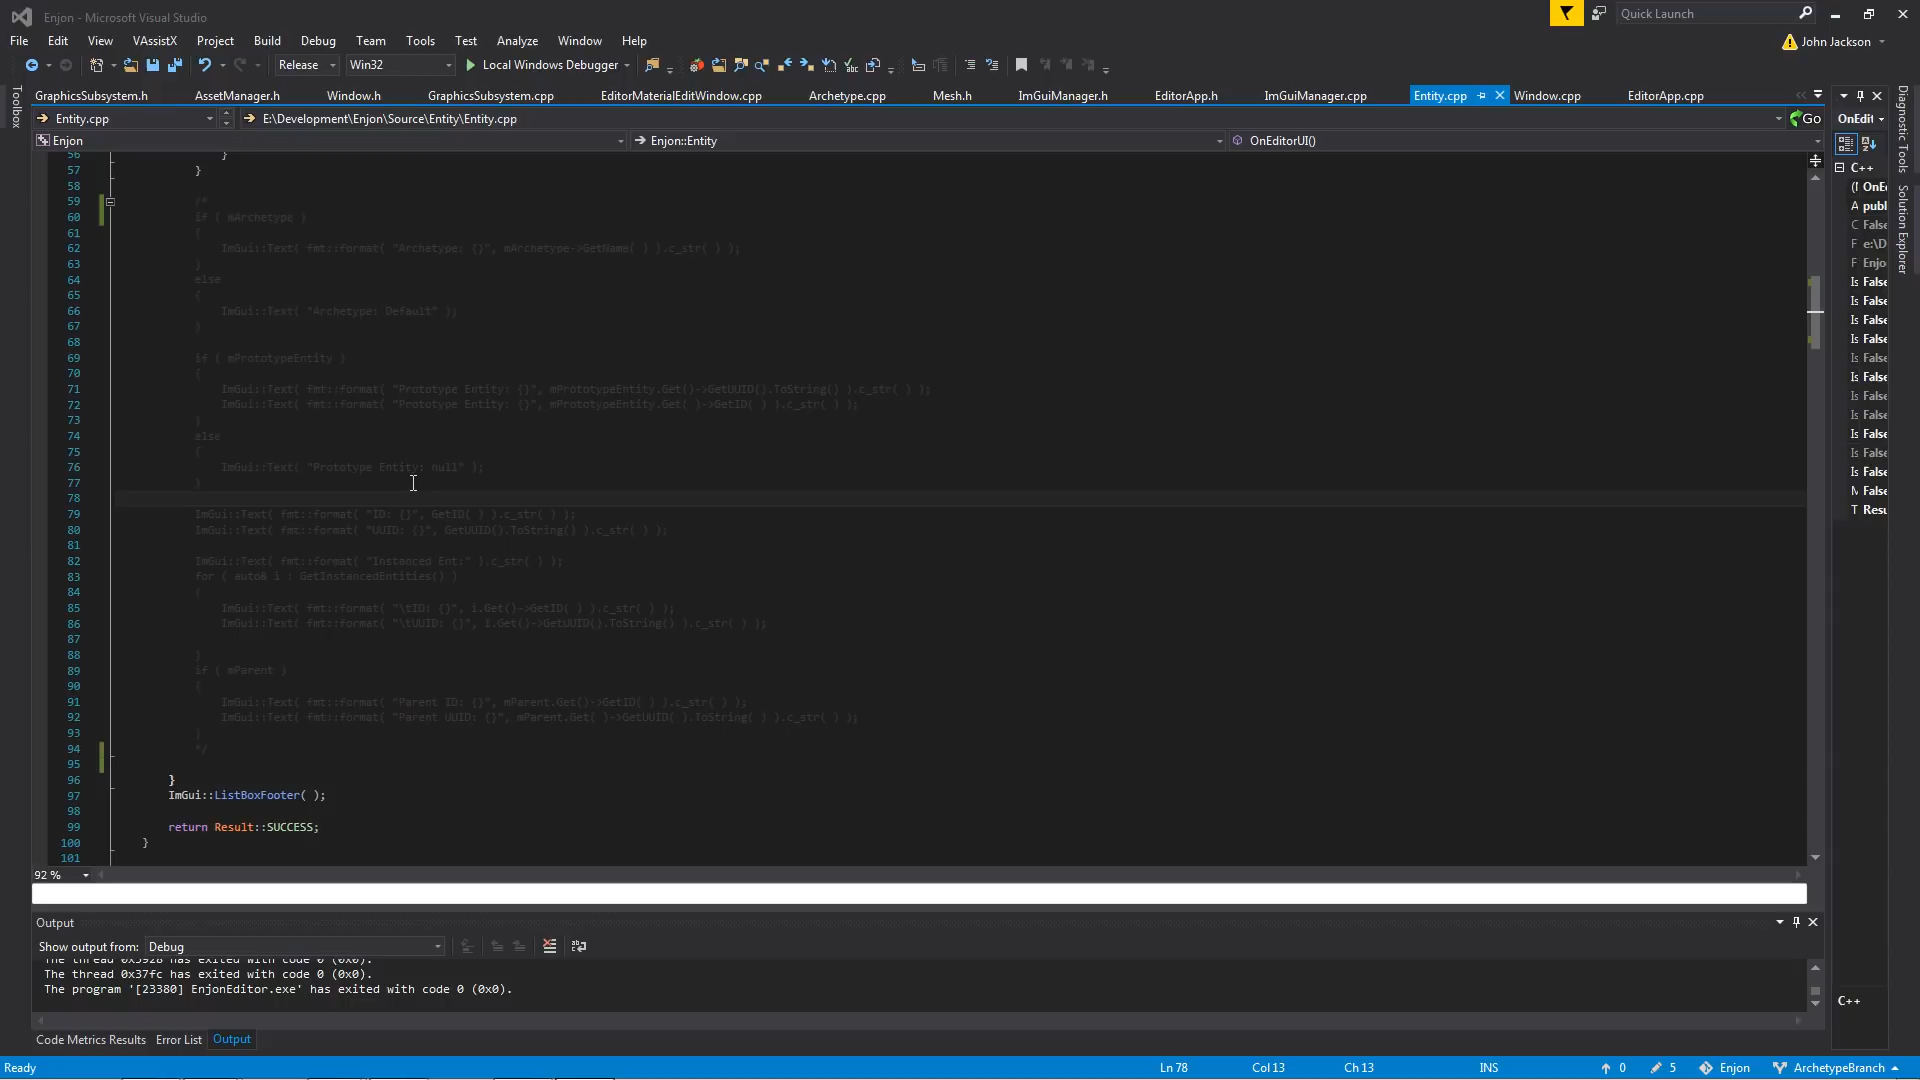 Enjon - Microsoft Visual Studio
Quick Launch
File Edit View VAssistX Project Build Debug Team Tools Test Analyze Window Help
John Jackson
Release Win32 Local Windows Debugger
GraphicsSubsystem.h AssetManager.h Window.h GraphicsSubsystem.cpp EditorMaterialEditWindow.cpp Archetype.cpp Mesh.h ImGuiManager.h EditorApp.h ImGuiManager.cpp Entity.cpp Window.cpp EditorApp.cpp
Entity.cpp E:\Development\Enjon\Source\Entity\Entity.cpp Go
Enjon Enjon::Entity OnEditorUI()
56 }
57 }
58
59 /*
60 if ( mArchetype )
61 {
62 ImGui::Text( fmt::format( "Archetype: {}", mArchetype->GetName( ) ).c_str( ) );
63 }
64 else
65 {
66 ImGui::Text( "Archetype: Default" );
67 }
68
69 if ( mPrototypeEntity )
70 {
71 ImGui::Text( fmt::format( "Prototype Entity: {}", mPrototypeEntity.Get()->GetUUID().ToString() ).c_str( ) );
72 ImGui::Text( fmt::format( "Prototype Entity: {}", mPrototypeEntity.Get( )->GetID( ) ).c_str( ) );
73 }
74 else
75 {
76 ImGui::Text( "Prototype Entity: null" );
77 }
78
79 ImGui::Text( fmt::format( "ID: {}", GetID( ) ).c_str( ) );
80 ImGui::Text( fmt::format( "UUID: {}", GetUUID().ToString() ).c_str( ) );
81
82 ImGui::Text( fmt::format( "Instanced Ent:" ).c_str( ) );
83 for ( auto& i : GetInstancedEntities() )
84 {
85 ImGui::Text( fmt::format( "\tID: {}", i.Get()->GetID( ) ).c_str( ) );
86 ImGui::Text( fmt::format( "\tUUID: {}", i.Get()->GetUUID().ToString() ).c_str( ) );
87
88 }
89 if ( mParent )
90 {
91 ImGui::Text( fmt::format( "Parent ID: {}", mParent.Get()->GetID( ) ).c_str( ) );
92 ImGui::Text( fmt::format( "Parent UUID: {}", mParent.Get( )->GetUUID( ).ToString( ) ).c_str( ) );
93 }
94 */
95
96 }
97 ImGui::ListBoxFooter( );
98
99 return Result::SUCCESS;
100 }
101
92 %
Output
Show output from: Debug
The thread 0x5928 has exited with code 0 (0x0).
The thread 0x37fc has exited with code 0 (0x0).
The program '[23380] EnjonEditor.exe' has exited with code 0 (0x0).
Code Metrics Results Error List Output
Ready Ln 78 Col 13 Ch 13 INS 0 5 Enjon ArchetypeBranch
Toolbox
OnEdit
C++
( OnE
A publ
C False
F e:\D
F Enjo
Is False
Is False
Is False
Is False
Is False
Is False
Is False
Is False
Is False
Is False
Is False
M False
T Resu
C++
Diagnostic Tools
Solution Explorer